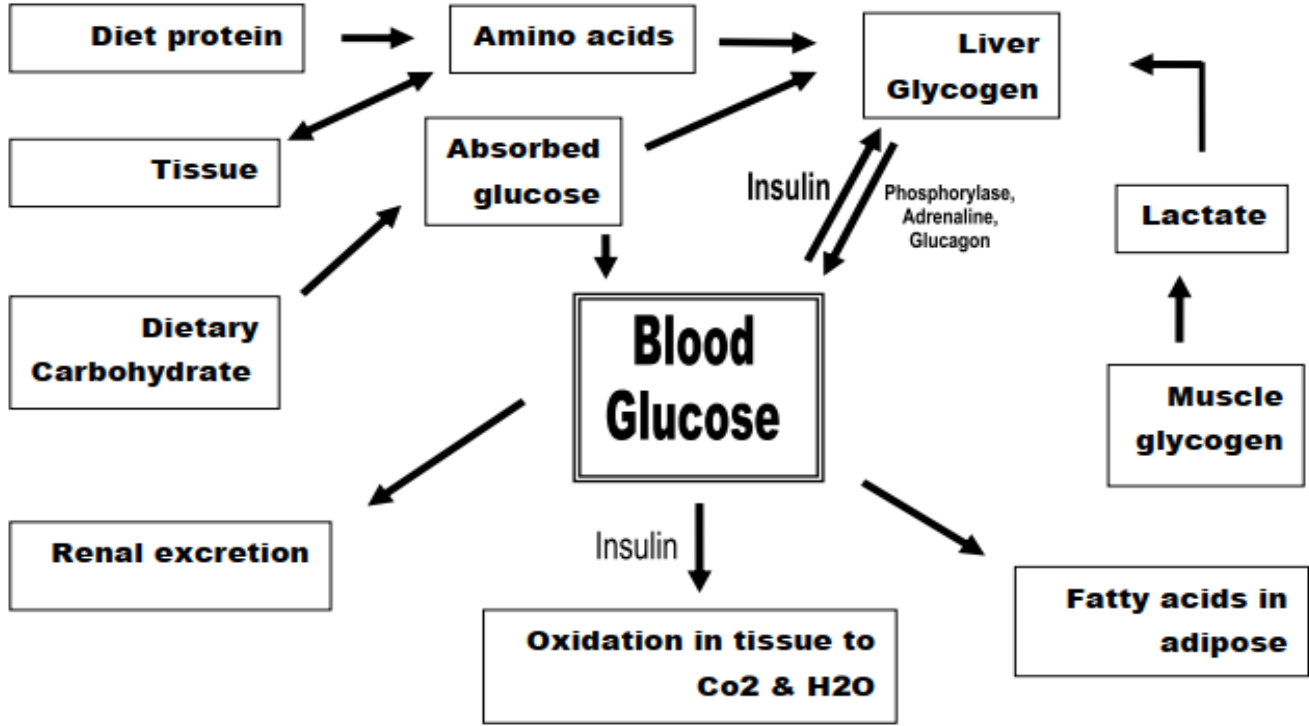 Diet protein
Amino acids
Liver
Glycogen
Tissue
Absorbed
glucose
Insulin
Phosphorylase,
Adrenaline,
Glucagon
Lactate
Dietary
Carbohydrate
Blood
Glucose
Muscle
glycogen
Renal excretion
Insulin
Oxidation in tissue to
Co2 & H2O
Fatty acids in
adipose